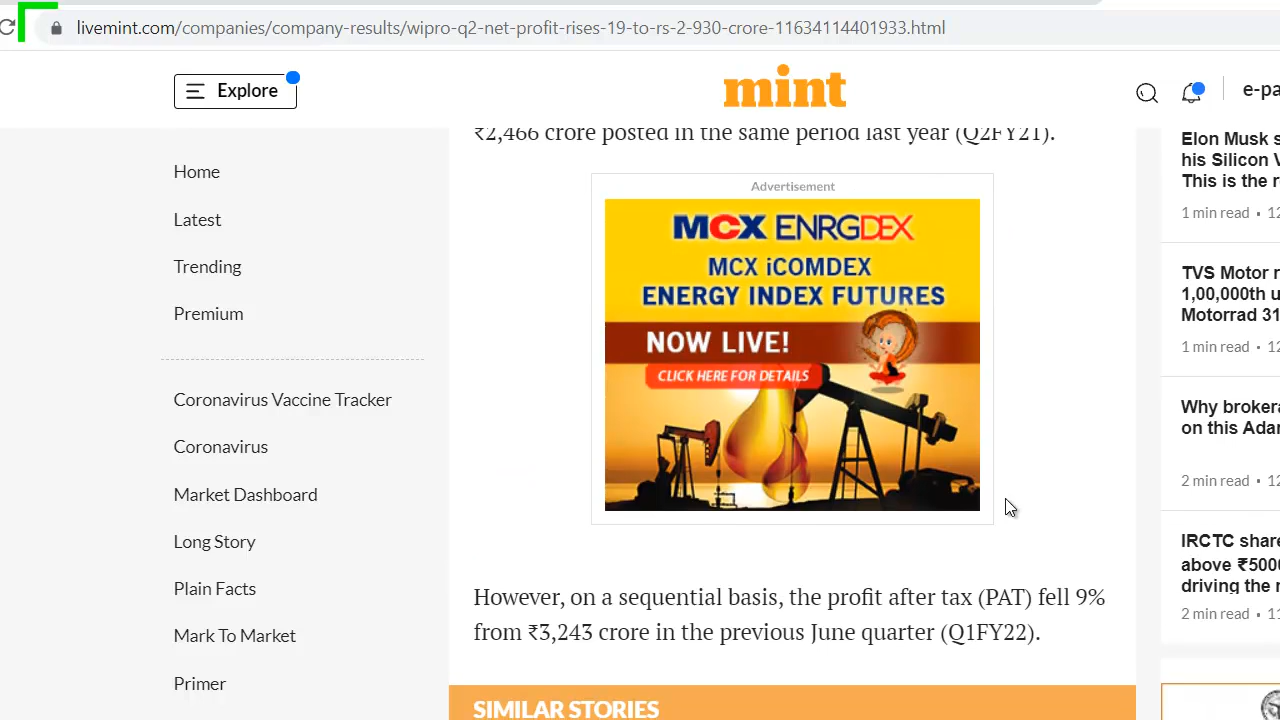 livemint.com/companies/company-results/wipro-q2-net-profit-rises-19-to-rs-2-930-crore-11634114401933.html
Explore
mint
e-pa
₹2,466 crore posted in the same period last year (Q2FY21).
Advertisement
MCX ENRGDEX
MCX iCOMDEX
ENERGY INDEX FUTURES
NOW LIVE!
CLICK HERE FOR DETAILS
However, on a sequential basis, the profit after tax (PAT) fell 9%
from ₹3,243 crore in the previous June quarter (Q1FY22).
SIMILAR STORIES
Home
Latest
Trending
Premium
Coronavirus Vaccine Tracker
Coronavirus
Market Dashboard
Long Story
Plain Facts
Mark To Market
Primer
Elon Musk s
his Silicon V
This is the r
1 min read • 12
TVS Motor r
1,00,000th u
Motorrad 31
1 min read • 12
Why brokera
on this Adan
2 min read • 12
IRCTC share
above ₹5000
driving the r
2 min read • 11